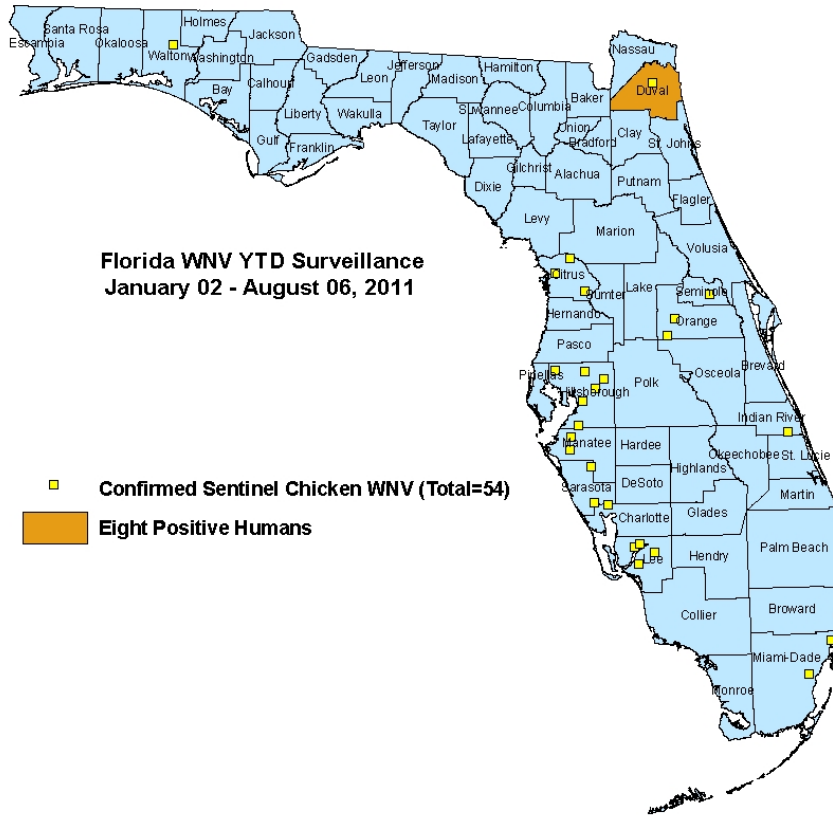 Holmes
Jackson
Santa Rosa
Escambia
Okaloosa
Walton
Washington
Gadsden
Bay
Calhoun
Leon
Jefferson
Madison
Hamilton
Nassau
Duval
Baker
Columbia
Suwannee
Liberty
Wakulla
Taylor
Lafayette
Union
Bradford
Clay
St. Johns
Gulf
Franklin
Gilchrist
Alachua
Putnam
Dixie
Flagler
Levy
Marion
Volusia
Florida WNV YTD Surveillance
January 02 - August 06, 2011
Citrus
Sumter
Lake
Seminole
Hernando
Orange
Pasco
Pinellas
Hillsborough
Polk
Osceola
Brevard
Indian River
Manatee
Hardee
Okeechobee
St. Lucie
Highlands
Sarasota
DeSoto
Martin
Confirmed Sentinel Chicken WNV (Total=54)
Charlotte
Glades
Eight Positive Humans
Lee
Hendry
Palm Beach
Collier
Broward
Miami-Dade
Monroe